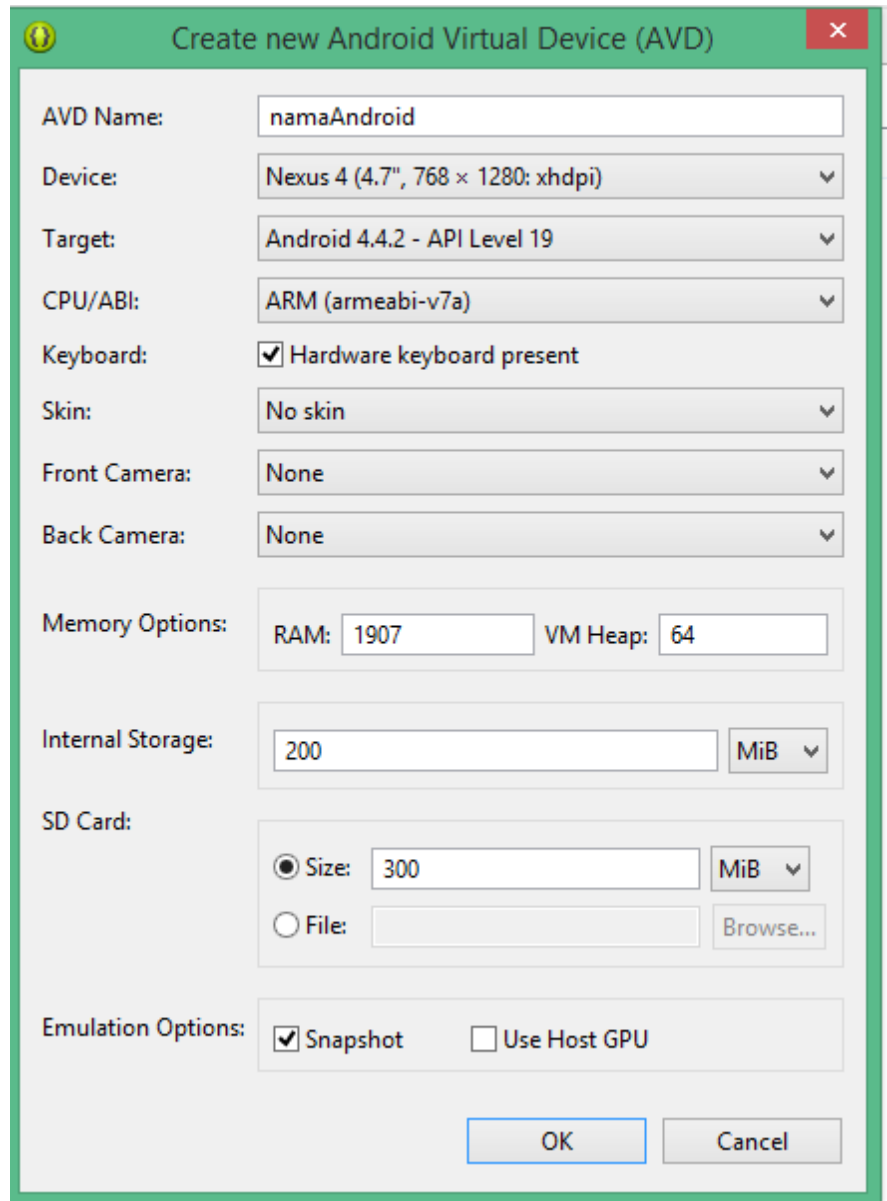 Create new Android Virtual Device (AVD)
AVD Name: namaAndroid
Device: Nexus 4 (4.7", 768 × 1280: xhdpi)
Target: Android 4.4.2 - API Level 19
CPU/ABI: ARM (armeabi-v7a)
Keyboard: Hardware keyboard present
Skin: No skin
Front Camera: None
Back Camera: None
Memory Options: RAM: 1907 VM Heap: 64
Internal Storage: 200 MiB
SD Card:
Size: 300 MiB
File: Browse...
Emulation Options: Snapshot Use Host GPU
OK Cancel